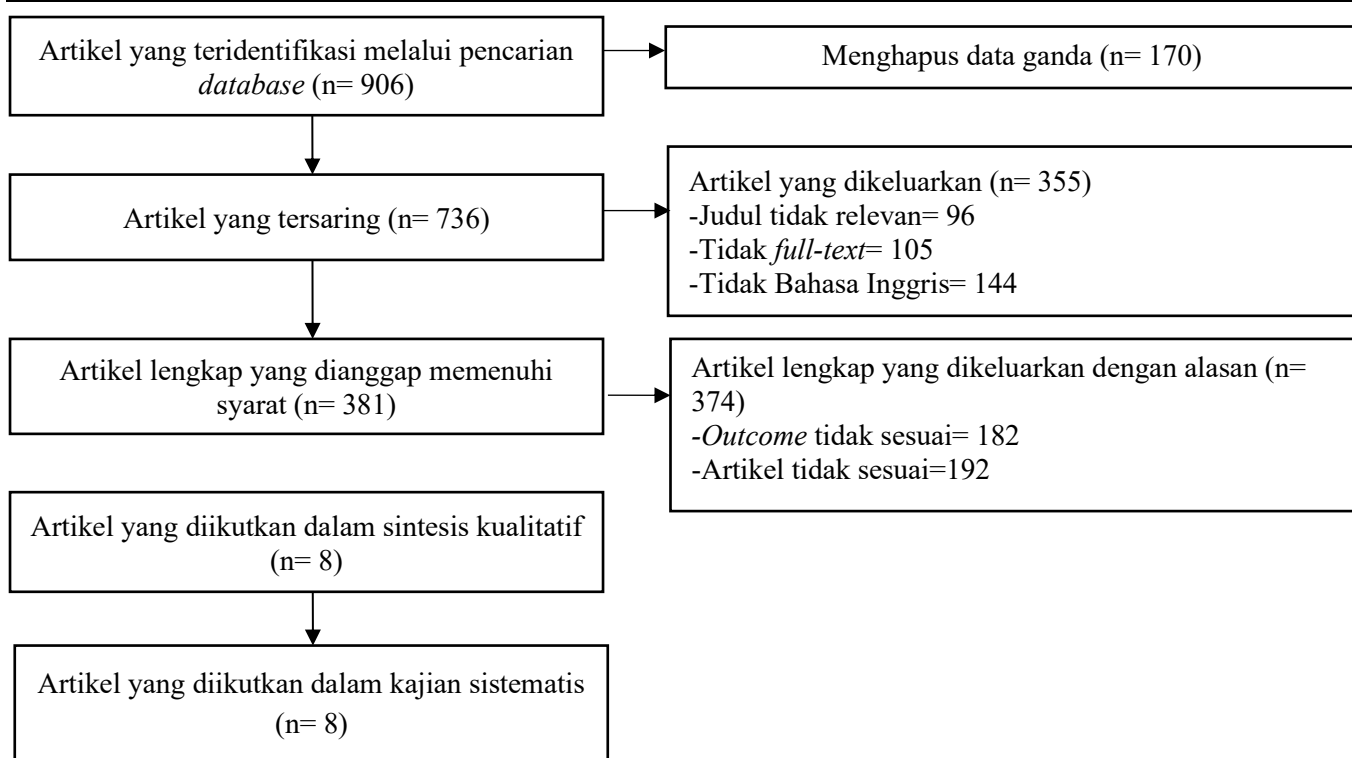 Artikel yang teridentifikasi melalui pencarian
database (n= 906)
Menghapus data ganda (n= 170)
Artikel yang tersaring (n= 736)
Artikel yang dikeluarkan (n= 355)
-Judul tidak relevan= 96
-Tidak full-text= 105
-Tidak Bahasa Inggris= 144
Artikel lengkap yang dianggap memenuhi
syarat (n= 381)
Artikel lengkap yang dikeluarkan dengan alasan (n=
374)
-Outcome tidak sesuai= 182
-Artikel tidak sesuai=192
Artikel yang diikutkan dalam sintesis kualitatif
(n= 8)
Artikel yang diikutkan dalam kajian sistematis
(n= 8)